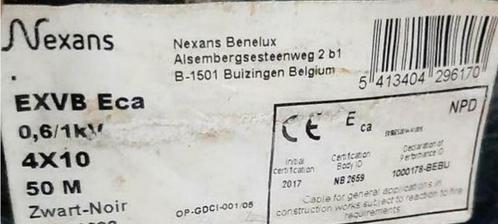 Nexans
Nexans Benelux
Alsembergsesteenweg 2 b1
B-1501 Buizingen Belgium
5 413404 296170
EXVB Eca
0,6/1kV
4X10
50 M
Zwart-Noir
OP-GDCI-001/05
CE
E ca
NPD
Initial certification
2017
Certification Body ID
NB 2659
Declaration of Performance ID
1000178-BEBU
Cable for general applications in
construction works subject to reaction to fire
requirements